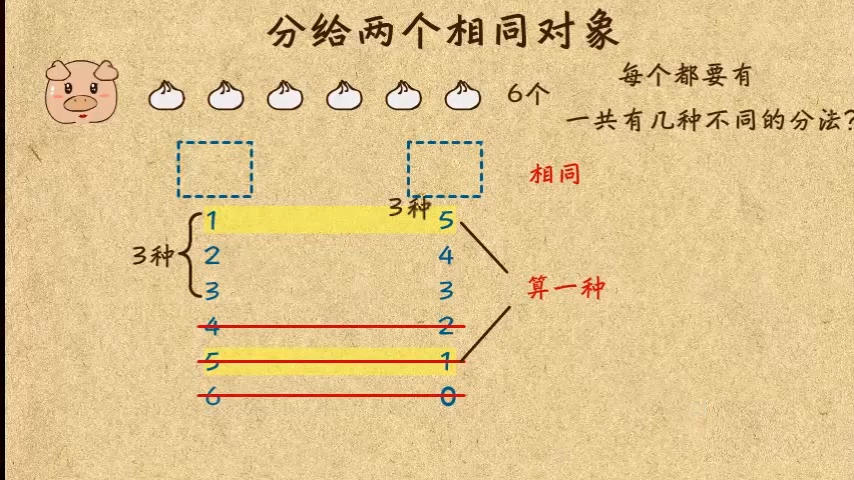 分给两个相同对象
6个
每个都要有
一共有几种不同的分法?
相同
3种
1 5
3种
2 4
3 3
算一种
4 2
5 1
6 0